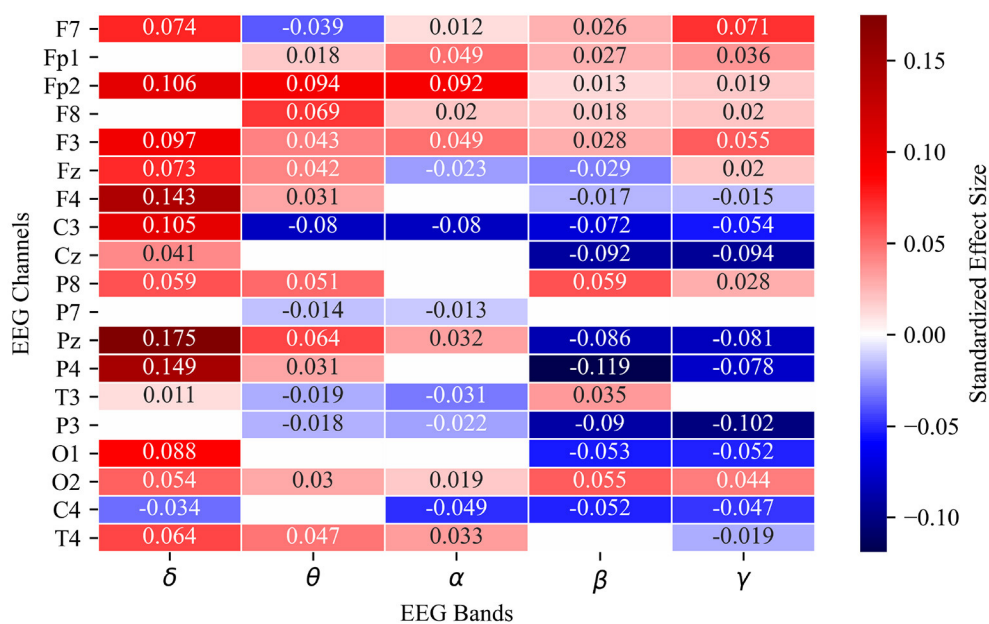 F7 0.074 -0.039 0.012 0.026 0.071
Fp1 0.018 0.049 0.027 0.036
Fp2 0.106 0.094 0.092 0.013 0.019
F8 0.069 0.02 0.018 0.02
F3 0.097 0.043 0.049 0.028 0.055
Fz 0.073 0.042 -0.023 -0.029 0.02
F4 0.143 0.031 -0.017 -0.015
C3 0.105 -0.08 -0.08 -0.072 -0.054
Cz 0.041 -0.092 -0.094
P8 0.059 0.051 0.059 0.028
P7 -0.014 -0.013
Pz 0.175 0.064 0.032 -0.086 -0.081
P4 0.149 0.031 -0.119 -0.078
T3 0.011 -0.019 -0.031 0.035
P3 -0.018 -0.022 -0.09 -0.102
O1 0.088 -0.053 -0.052
O2 0.054 0.03 0.019 0.055 0.044
C4 -0.034 -0.049 -0.052 -0.047
T4 0.064 0.047 0.033 -0.019
δ θ α β γ
EEG Bands
EEG Channels
0.15
0.10
0.05
0.00
−0.05
−0.10
Standardized Effect Size